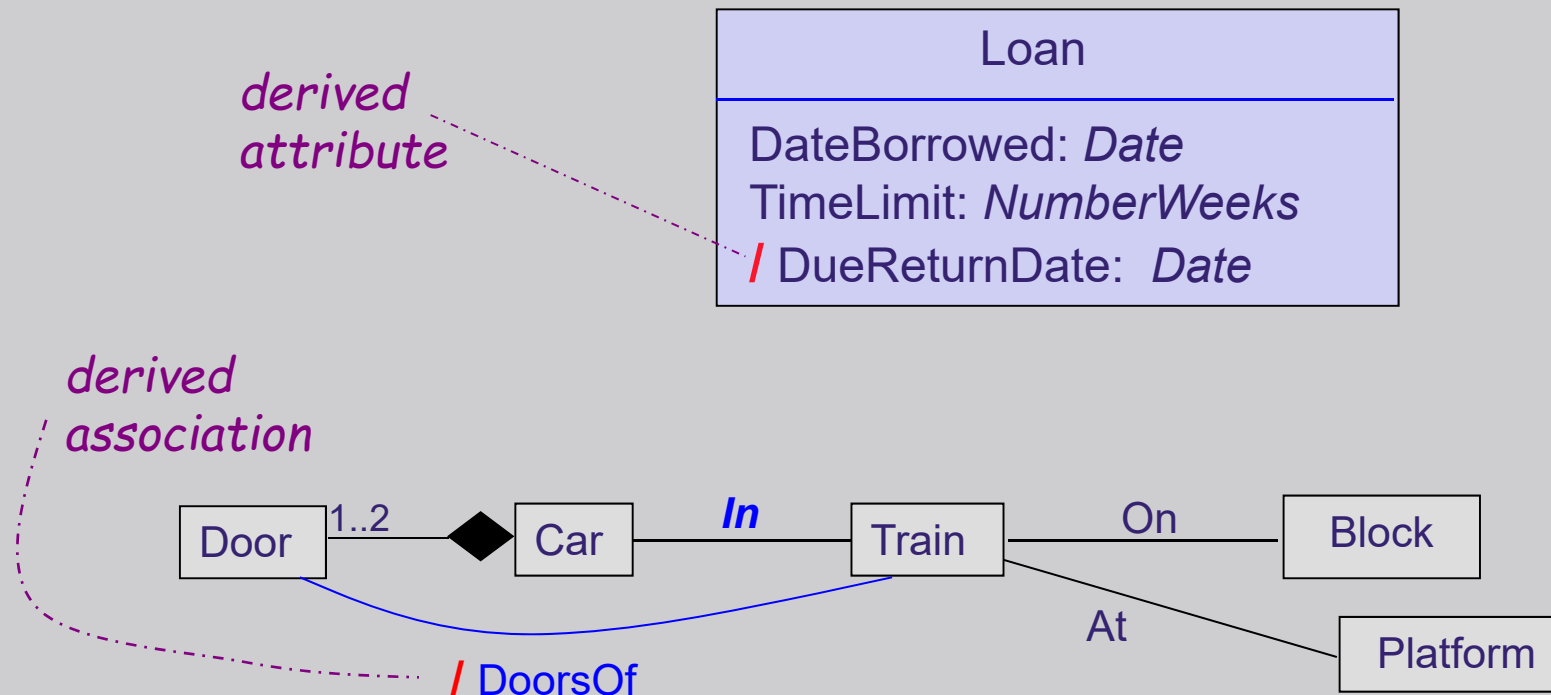 Loan
derived
attribute
DateBorrowed: Date
TimeLimit: NumberWeeks
/ DueReturnDate: Date
derived
association
Door
1..2
Car
In
Train
On
Block
At
Platform
/ DoorsOf